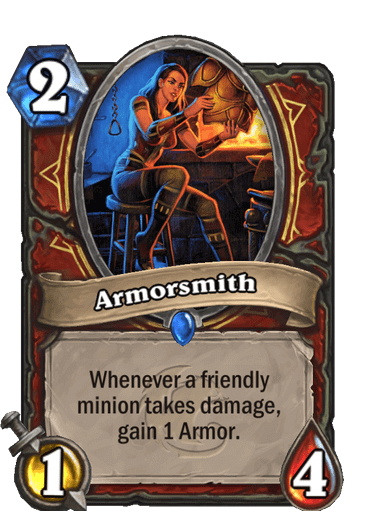 2
Armorsmith
Whenever a friendly
minion takes damage,
gain 1 Armor.
1
4